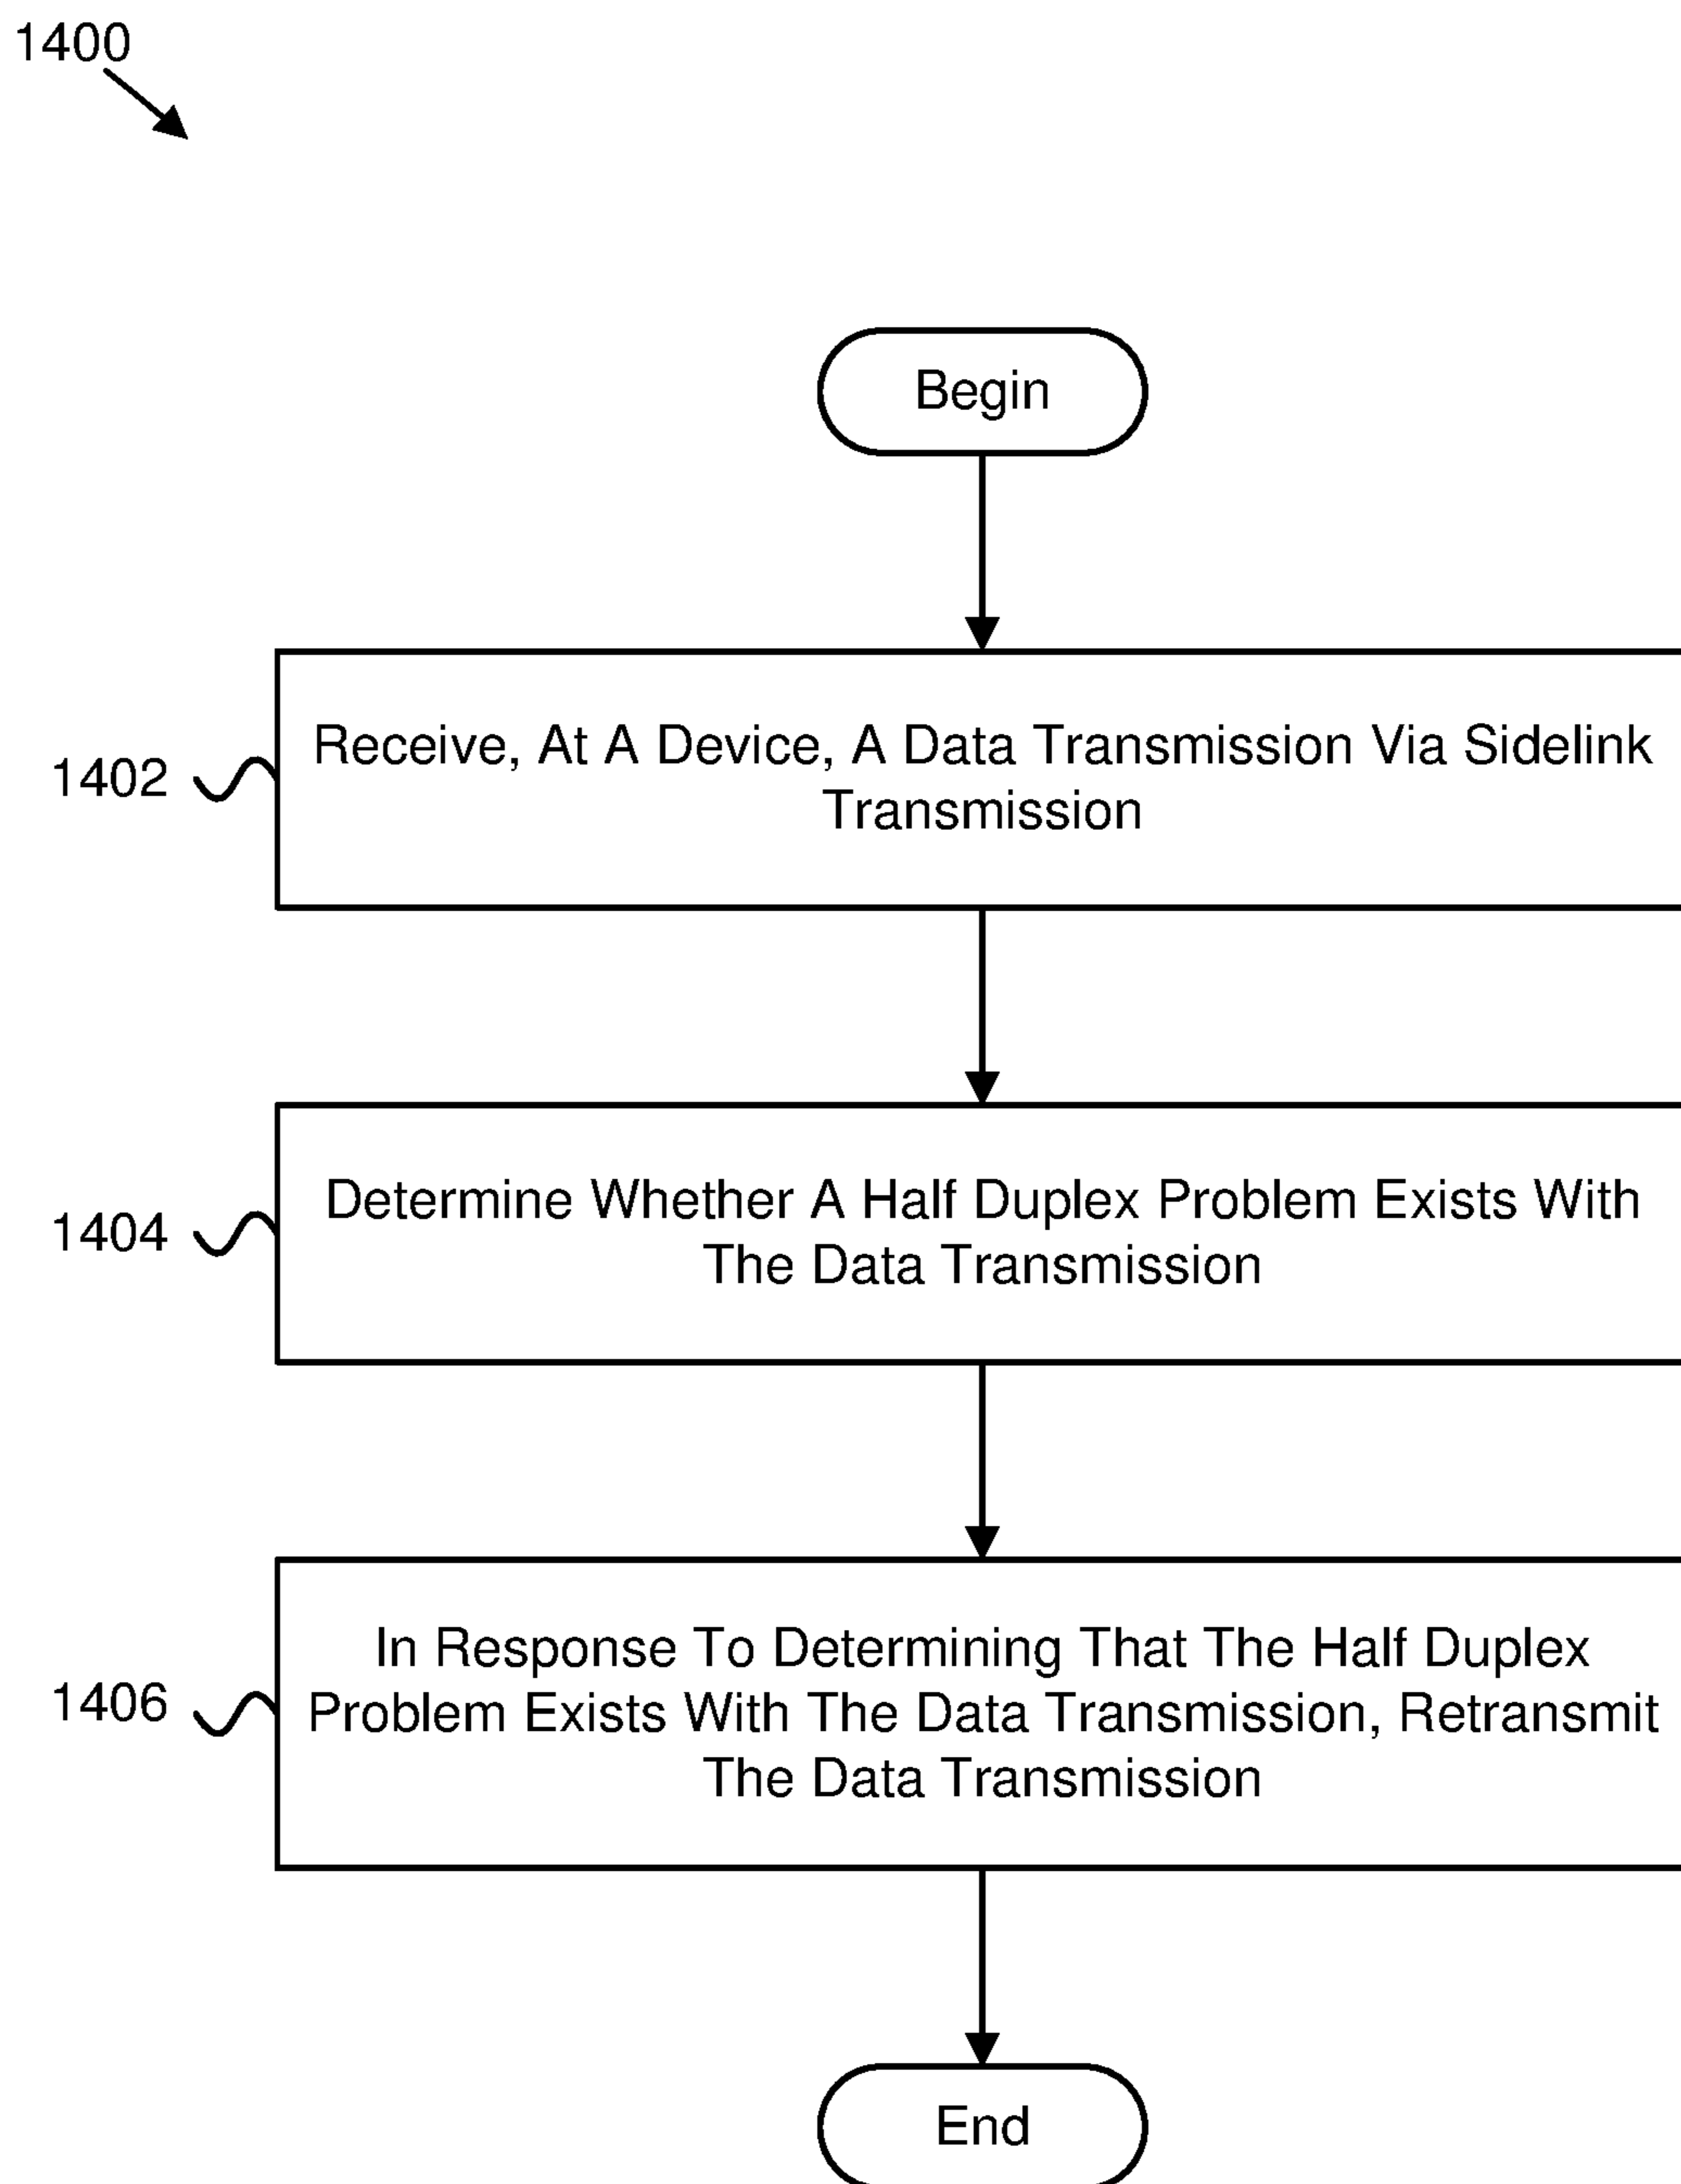 1400
Begin
1402
Receive, At A Device, A Data Transmission Via Sidelink
Transmission
1404
Determine Whether A Half Duplex Problem Exists With
The Data Transmission
1406
In Response To Determining That The Half Duplex
Problem Exists With The Data Transmission, Retransmit
The Data Transmission
End